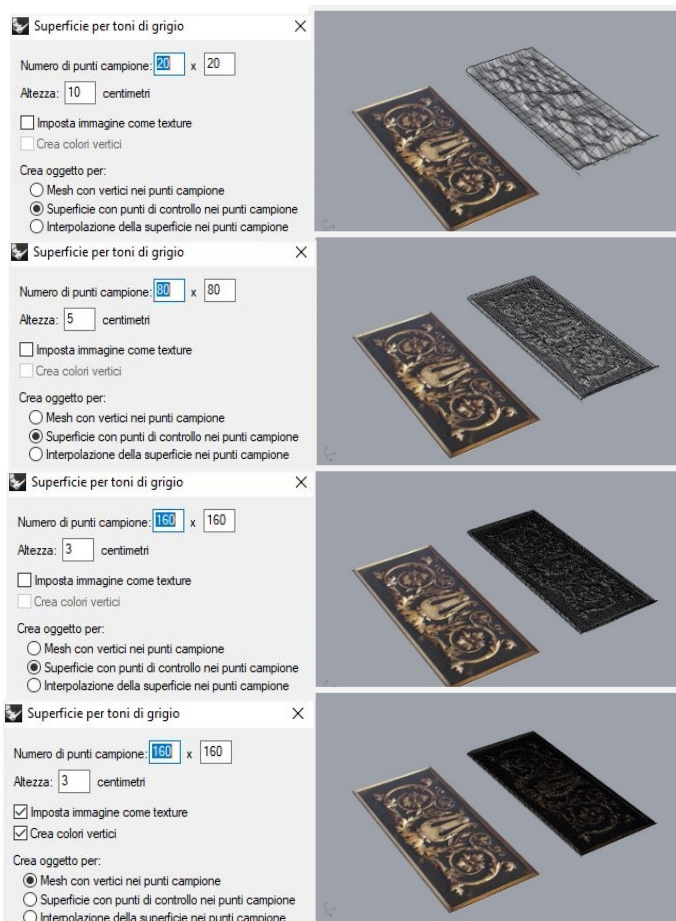 Superficie per toni di grigio
Numero di punti campione: 20 x 20
Altezza: 10 centimetri
Imposta immagine come texture
Crea colori vertici
Crea oggetto per:
Mesh con vertici nei punti campione
Superficie con punti di controllo nei punti campione
Interpolazione della superficie nei punti campione
Superficie per toni di grigio
Numero di punti campione: 80 x 80
Altezza: 5 centimetri
Imposta immagine come texture
Crea colori vertici
Crea oggetto per:
Mesh con vertici nei punti campione
Superficie con punti di controllo nei punti campione
Interpolazione della superficie nei punti campione
Superficie per toni di grigio
Numero di punti campione: 160 x 160
Altezza: 3 centimetri
Imposta immagine come texture
Crea colori vertici
Crea oggetto per:
Mesh con vertici nei punti campione
Superficie con punti di controllo nei punti campione
Interpolazione della superficie nei punti campione
Superficie per toni di grigio
Numero di punti campione: 160 x 160
Altezza: 3 centimetri
Imposta immagine come texture
Crea colori vertici
Crea oggetto per:
Mesh con vertici nei punti campione
Superficie con punti di controllo nei punti campione
Interpolazione della superficie nei punti campione